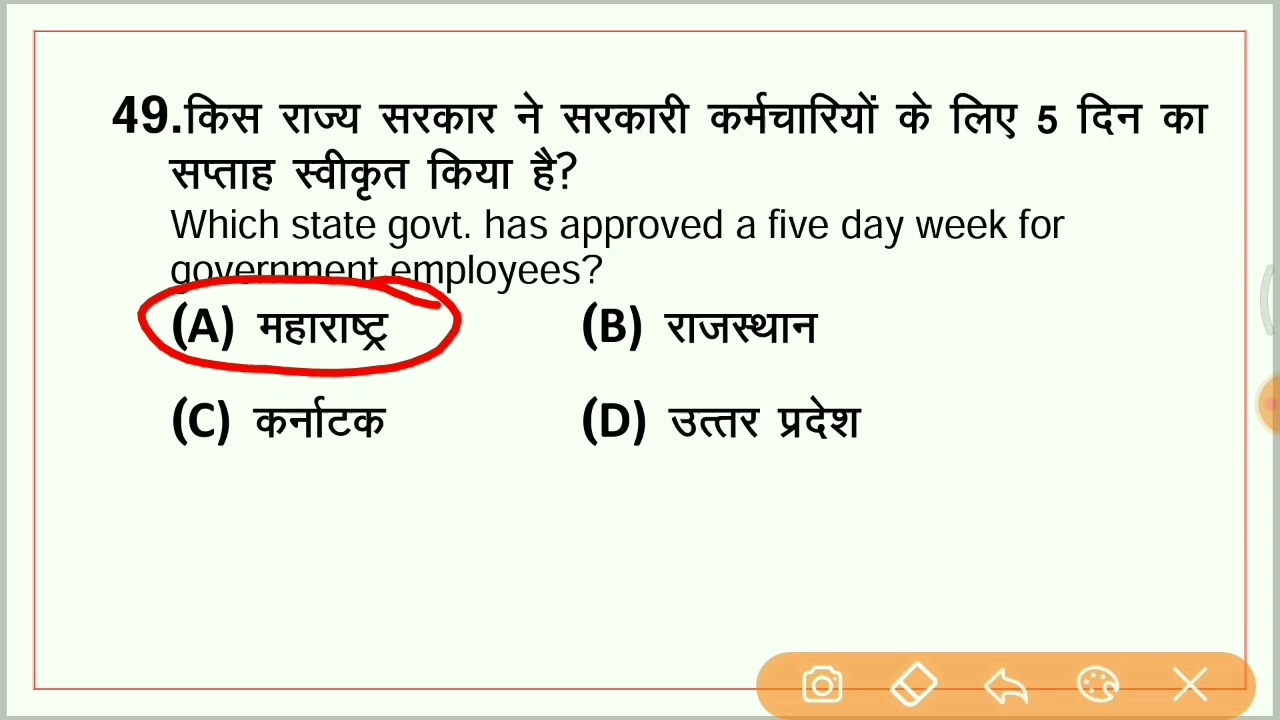 49.किस राज्य सरकार ने सरकारी कर्मचारियों के लिए 5 दिन का
सप्ताह स्वीकृत किया है?
Which state govt. has approved a five day week for
government employees?
(A) महाराष्ट्र (B) राजस्थान
(C) कर्नाटक (D) उत्तर प्रदेश